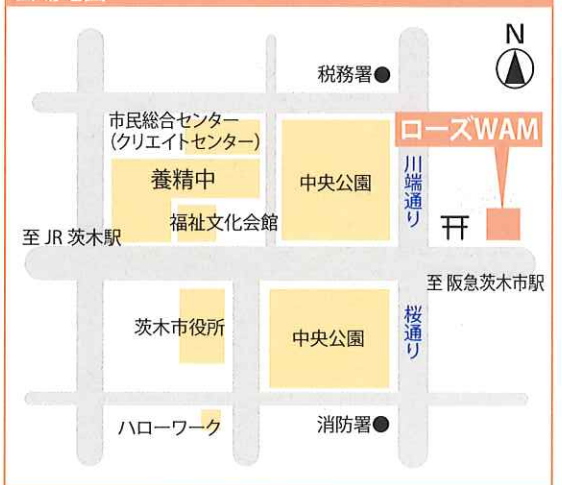 N
税務署
市民総合センター
(クリエイトセンター)
ローズWAM
養精中
中央公園
川端通り
福祉文化会館
至 JR 茨木駅
至 阪急茨木市駅
茨木市役所
中央公園
桜通り
ハローワーク
消防署